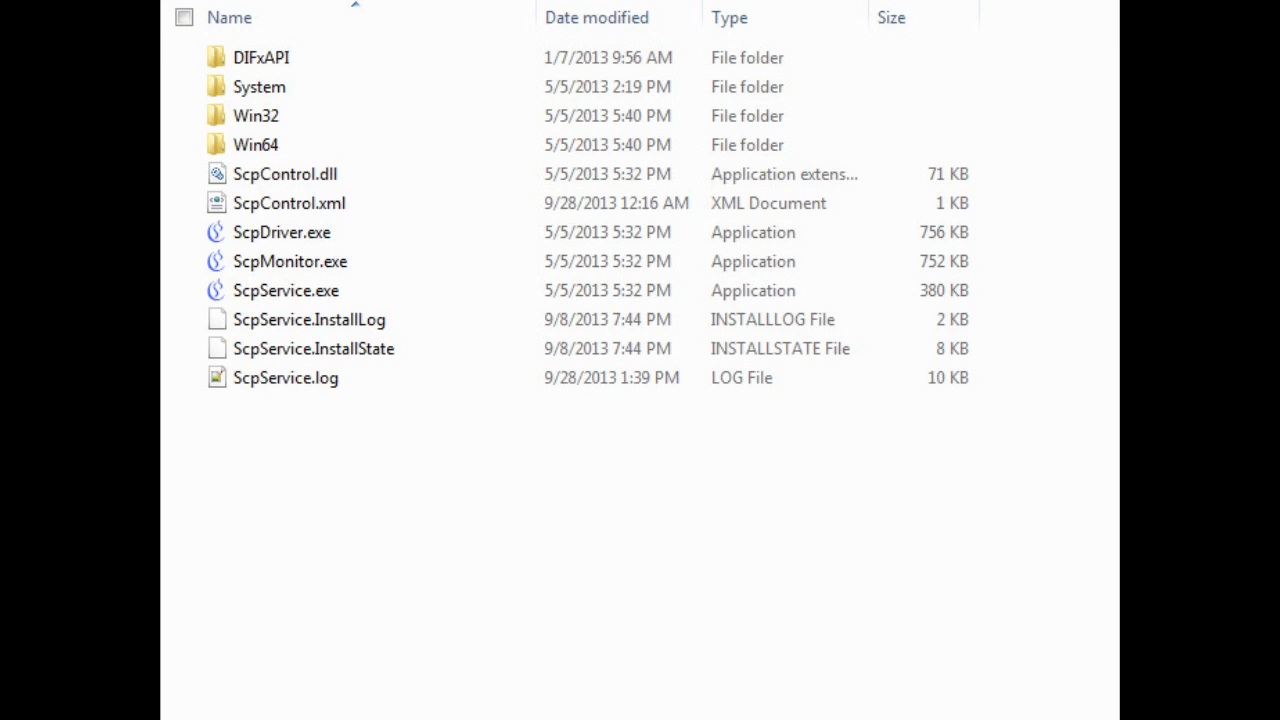 Name Date modified Type Size
DIFxAPI 1/7/2013 9:56 AM File folder
System 5/5/2013 2:19 PM File folder
Win32 5/5/2013 5:40 PM File folder
Win64 5/5/2013 5:40 PM File folder
ScpControl.dll 5/5/2013 5:32 PM Application extens... 71 KB
ScpControl.xml 9/28/2013 12:16 AM XML Document 1 KB
ScpDriver.exe 5/5/2013 5:32 PM Application 756 KB
ScpMonitor.exe 5/5/2013 5:32 PM Application 752 KB
ScpService.exe 5/5/2013 5:32 PM Application 380 KB
ScpService.InstallLog 9/8/2013 7:44 PM INSTALLLOG File 2 KB
ScpService.InstallState 9/8/2013 7:44 PM INSTALLSTATE File 8 KB
ScpService.log 9/28/2013 1:39 PM LOG File 10 KB